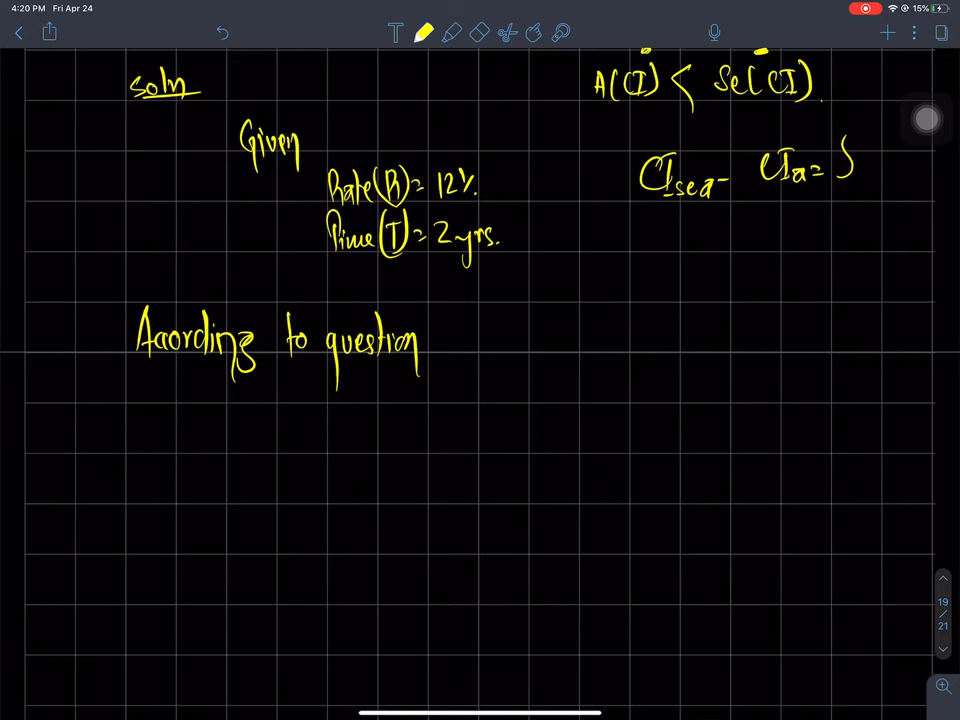 4:20 PM Fri Apr 24
15%
soln
A(CI) < Se(CI).
Given
Rate(R) = 12%.
Time(T) = 2 yrs.
CIsea - CIa =
Acording to question
19
/
21